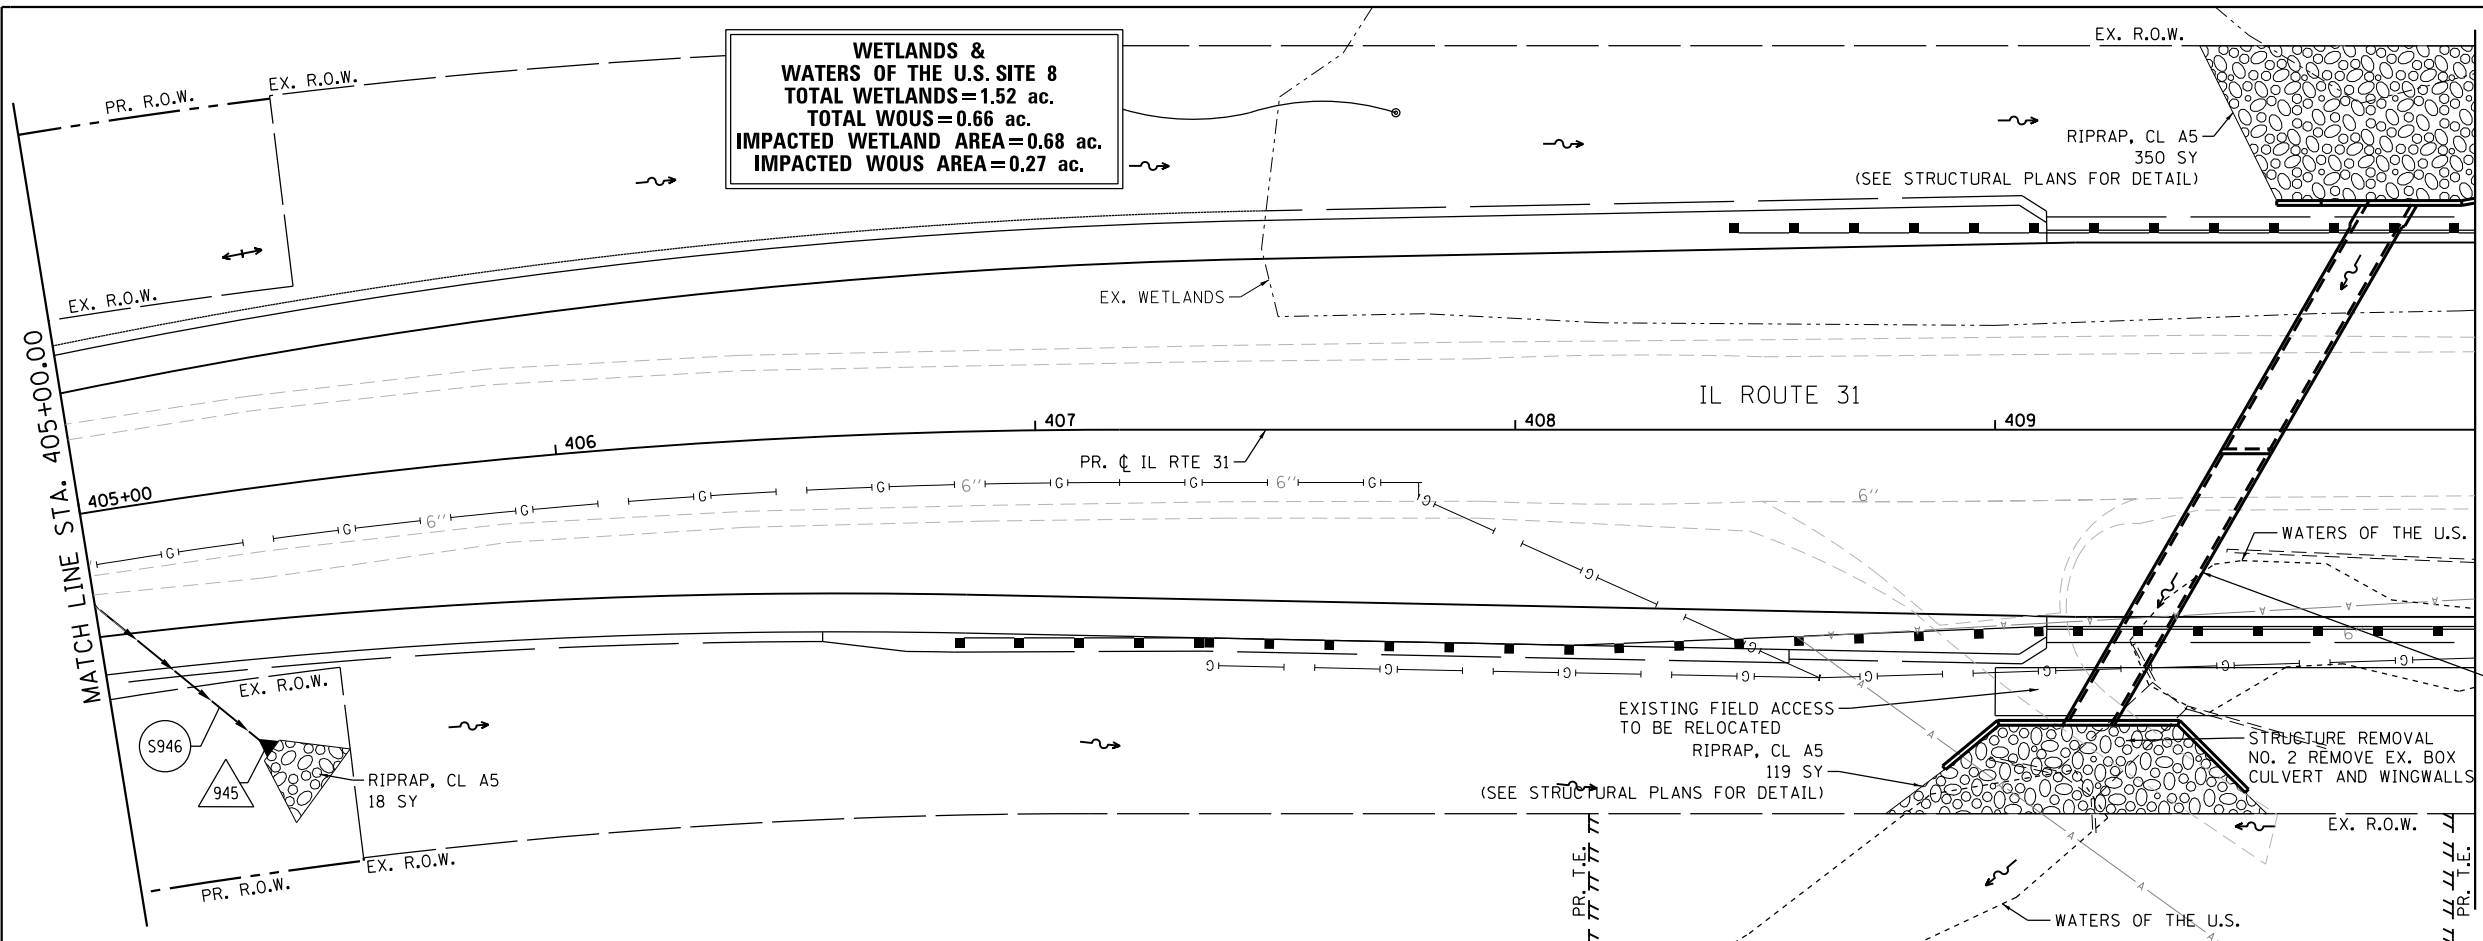 WETLANDS &
WATERS OF THE U.S. SITE 8
TOTAL WETLANDS=1.52 ac.
TOTAL WOUS=0.66 ac.
IMPACTED WETLAND AREA=0.68 ac.
IMPACTED WOUS AREA=0.27 ac.
PR. R.O.W.
EX. R.O.W.
EX. R.O.W.
RIPRAP, CL A5
350 SY
(SEE STRUCTURAL PLANS FOR DETAIL)
EX. R.O.W.
EX. WETLANDS
MATCH LINE STA. 405+00.00
IL ROUTE 31
405+00
406
407
408
409
PR. ℄ IL RTE 31
G
G
6''
G
G
G
6''
G
G
6''
G
G
G
G
G
6''
WATERS OF THE U.S.
A
A
A
A
A
6''
G
G
G
G
G
G
G
G
EX. R.O.W.
S946
945
RIPRAP, CL A5
18 SY
EXISTING FIELD ACCESS
TO BE RELOCATED
RIPRAP, CL A5
119 SY
(SEE STRUCTURAL PLANS FOR DETAIL)
STRUCTURE REMOVAL
NO. 2 REMOVE EX. BOX
CULVERT AND WINGWALLS
A
A
A
A
A
EX. R.O.W.
EX. R.O.W.
PR. R.O.W.
PR. T.E.
PR. T.E.
WATERS OF THE U.S.